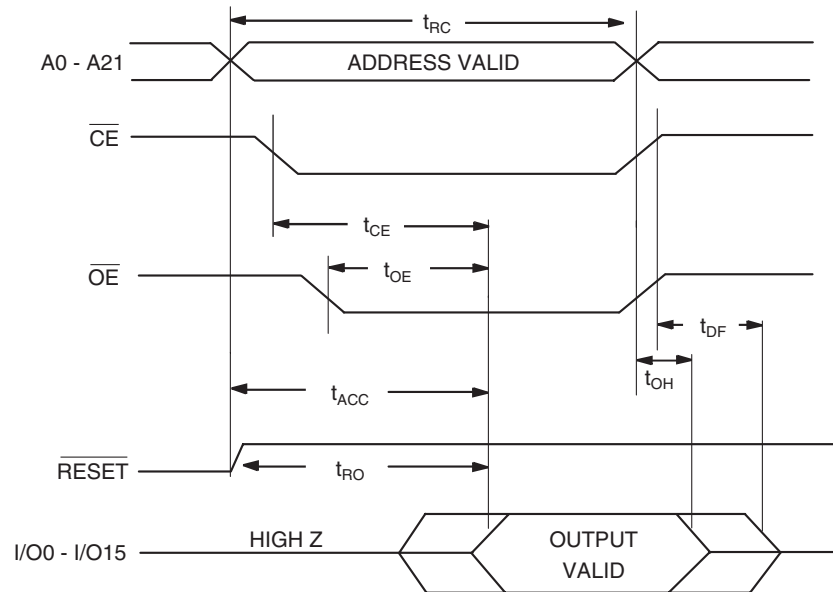 tRC
A0 - A21
ADDRESS VALID
CE
tCE
tOE
OE
tDF
tOH
tACC
RESET
tRO
I/O0 - I/O15
HIGH Z
OUTPUT
VALID